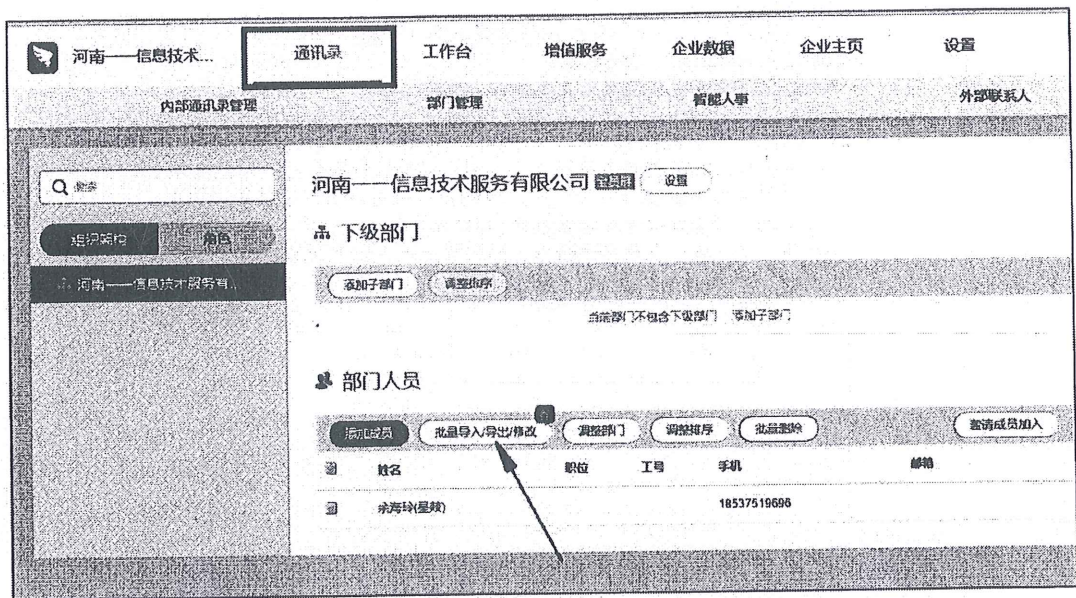 河南——信息技术... 通讯录 工作台 增值服务 企业数据 企业主页 设置
内部通讯录管理 部门管理 智能人事 外部联系人
搜索
河南——信息技术服务有限公司 全员群 设置
组织架构 角色
下级部门
河南——信息技术服务有...
添加子部门 调整排序
当前部门不包含下级部门 添加子部门
部门人员
添加成员 批量导入/导出/修改 调整部门 调整排序 批量删除 邀请成员加入
姓名 职位 工号 手机 邮箱
18537519696